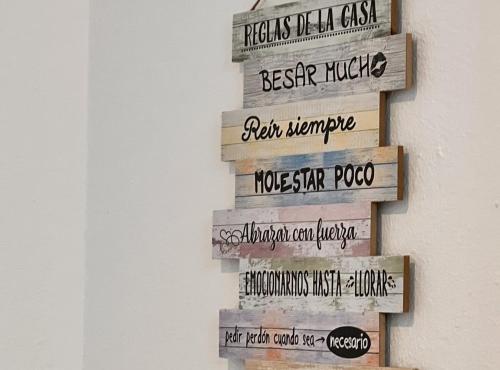 REGLAS DE LA CASA
BESAR MUCHO
Reír siempre
MOLESTAR POCO
Abrazar con fuerza
EMOCIONARNOS HASTA LLORAR
pedir perdón cuando sea necesario